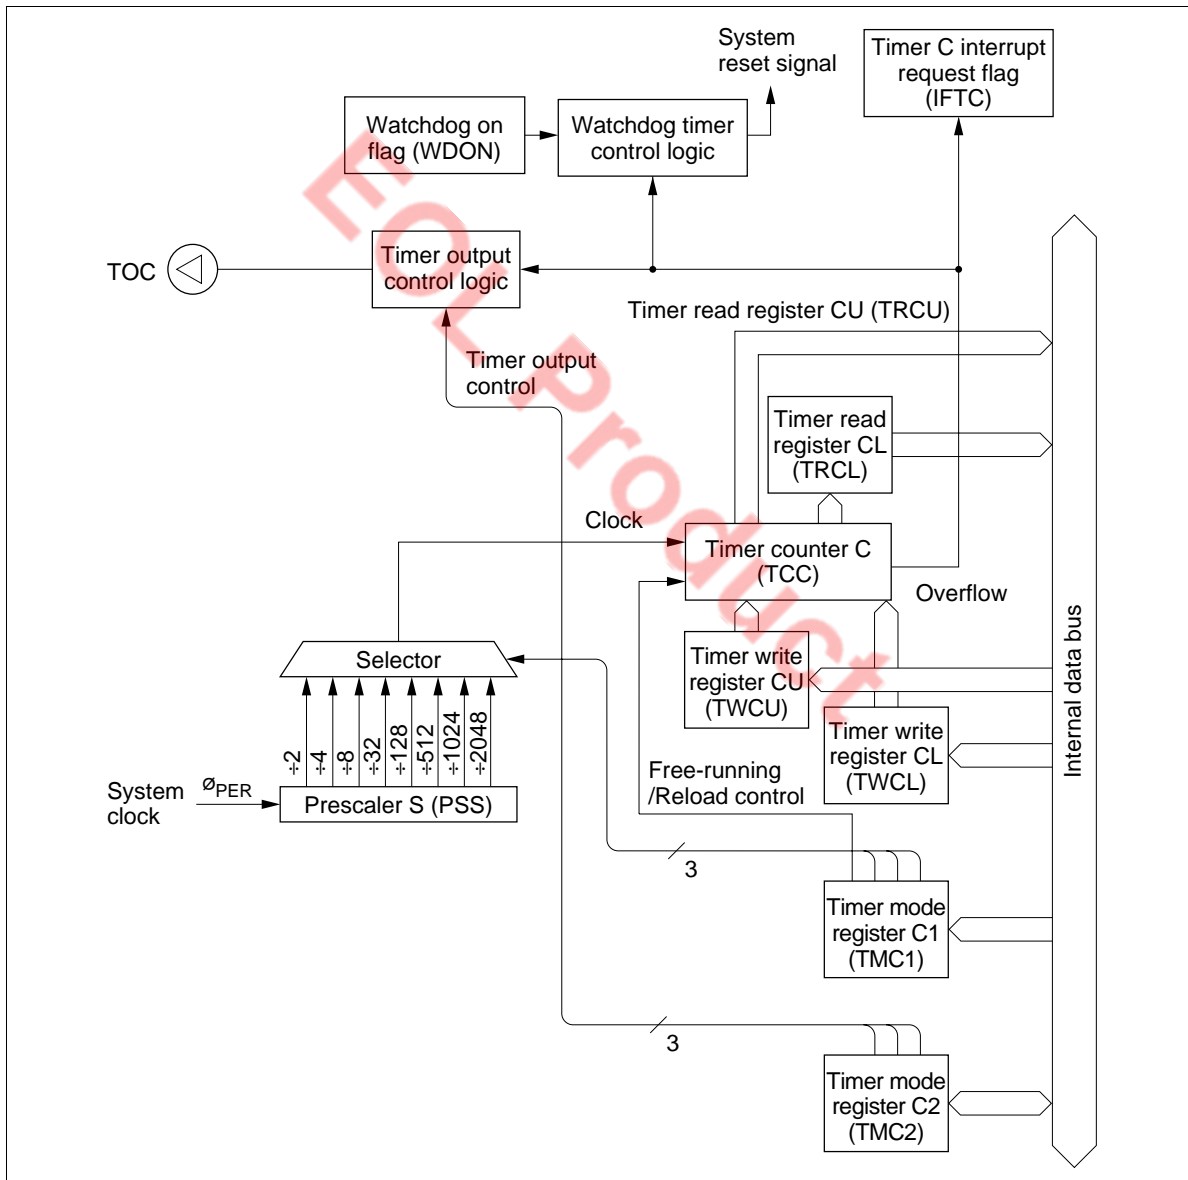 System
reset signal
Timer C interrupt
request flag
(IFTC)
Watchdog on
flag (WDON)
Watchdog timer
control logic
TOC
Timer output
control logic
Timer read register CU (TRCU)
Timer output
control
Timer read
register CL
(TRCL)
Clock
Timer counter C
(TCC)
Overflow
Selector
Timer write
register CU
(TWCU)
Timer write
register CL
(TWCL)
Internal data bus
÷2
÷4
÷8
÷32
÷128
÷512
÷1024
÷2048
System
clock
øPER
Prescaler S (PSS)
Free-running
/Reload control
3
Timer mode
register C1
(TMC1)
3
Timer mode
register C2
(TMC2)
EOL Product